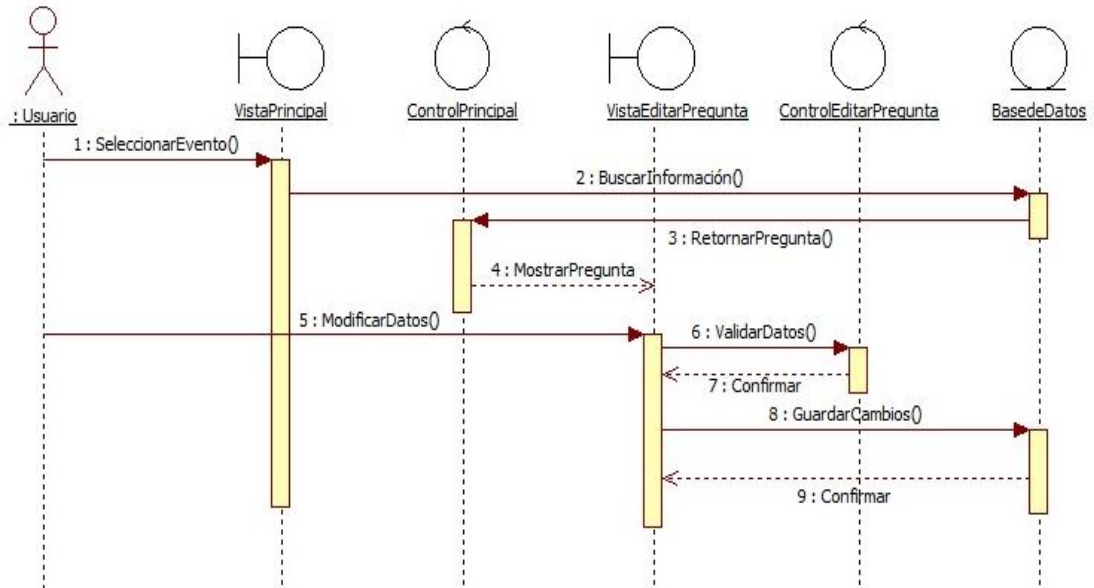 : Usuario
VistaPrincipal
ControlPrincipal
VistaEditarPregunta
ControlEditarPregunta
BasedeDatos
1 : SeleccionarEvento()
2 : BuscarInformación()
3 : RetornarPregunta()
4 : MostrarPregunta
5 : ModificarDatos()
6 : ValidarDatos()
7 : Confirmar
8 : GuardarCambios()
9 : Confirmar